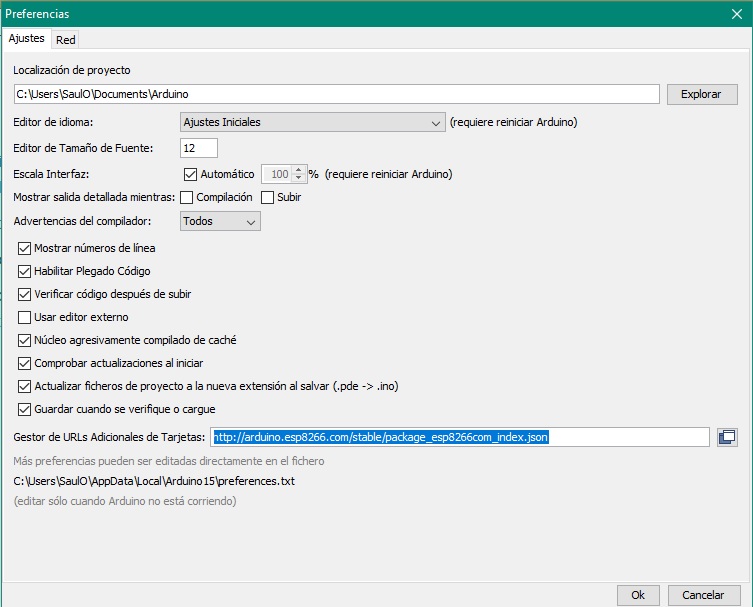 Preferencias
Ajustes Red
Localización de proyecto
C:\Users\SaulO\Documents\Arduino Explorar
Editor de idioma: Ajustes Iniciales (requiere reiniciar Arduino)
Editor de Tamaño de Fuente: 12
Escala Interfaz: Automático 100 % (requiere reiniciar Arduino)
Mostrar salida detallada mientras: Compilación Subir
Advertencias del compilador: Todos
Mostrar números de línea
Habilitar Plegado Código
Verificar código después de subir
Usar editor externo
Núcleo agresivamente compilado de caché
Comprobar actualizaciones al iniciar
Actualizar ficheros de proyecto a la nueva extensión al salvar (.pde -> .ino)
Guardar cuando se verifique o cargue
Gestor de URLs Adicionales de Tarjetas: http://arduino.esp8266.com/stable/package_esp8266com_index.json
Más preferencias pueden ser editadas directamente en el fichero
C:\Users\SaulO\AppData\Local\Arduino15\preferences.txt
(editar sólo cuando Arduino no está corriendo)
Ok Cancelar